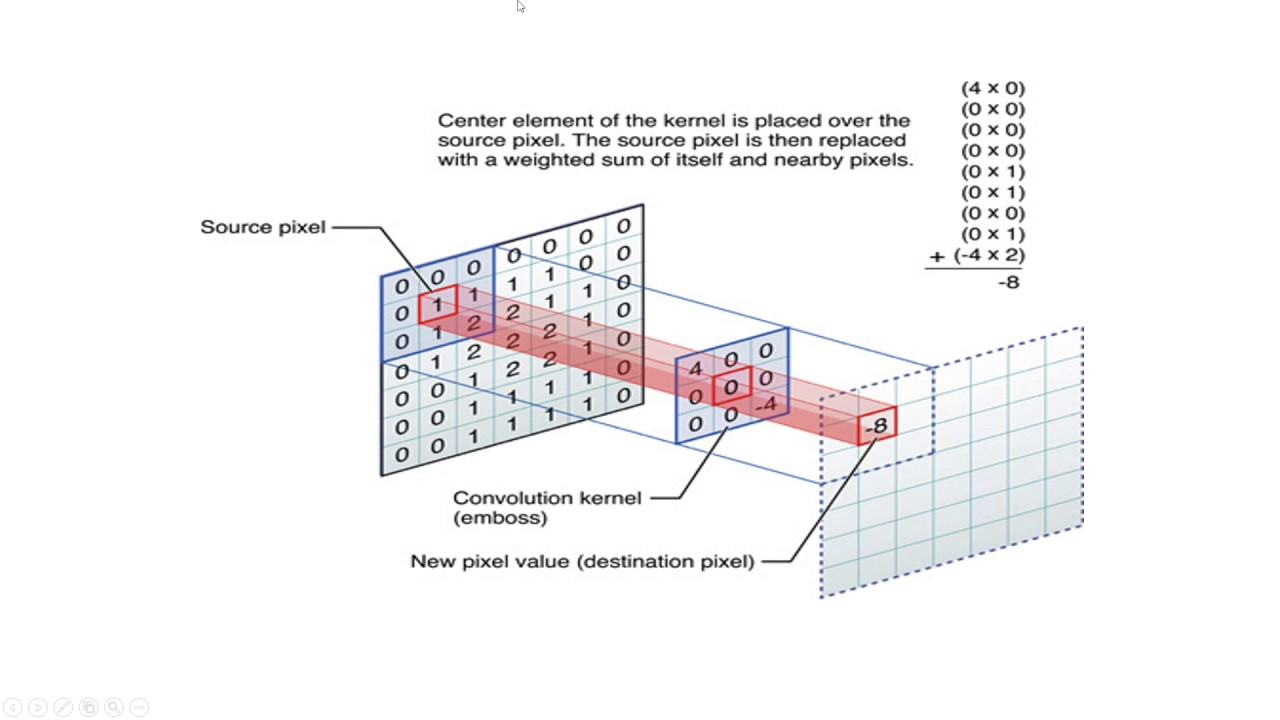 (4 × 0)
(0 × 0)
(0 × 0)
(0 × 0)
(0 × 1)
(0 × 1)
(0 × 0)
(0 × 1)
+ (-4 × 2)
-8
Center element of the kernel is placed over the
source pixel. The source pixel is then replaced
with a weighted sum of itself and nearby pixels.
Source pixel
0 0 0 0 0 0 0
0 1 1 1 1 0 0
0 1 2 2 1 1 0
0 1 2 2 2 1 0
0 0 1 2 2 1 0
0 0 1 1 1 1 0
0 0 1 1 1 1 0
4 0 0
0 0 0
0 0 -4
-8
Convolution kernel
(emboss)
New pixel value (destination pixel)